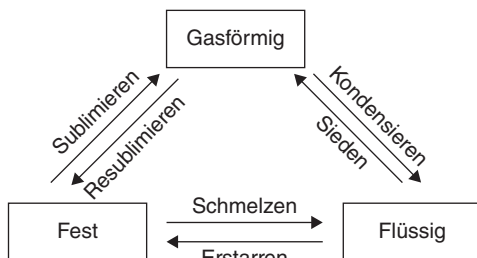 Gasförmig
Sublimieren
Resublimieren
Kondensieren
Sieden
Schmelzen
Fest
Flüssig
Erstarren